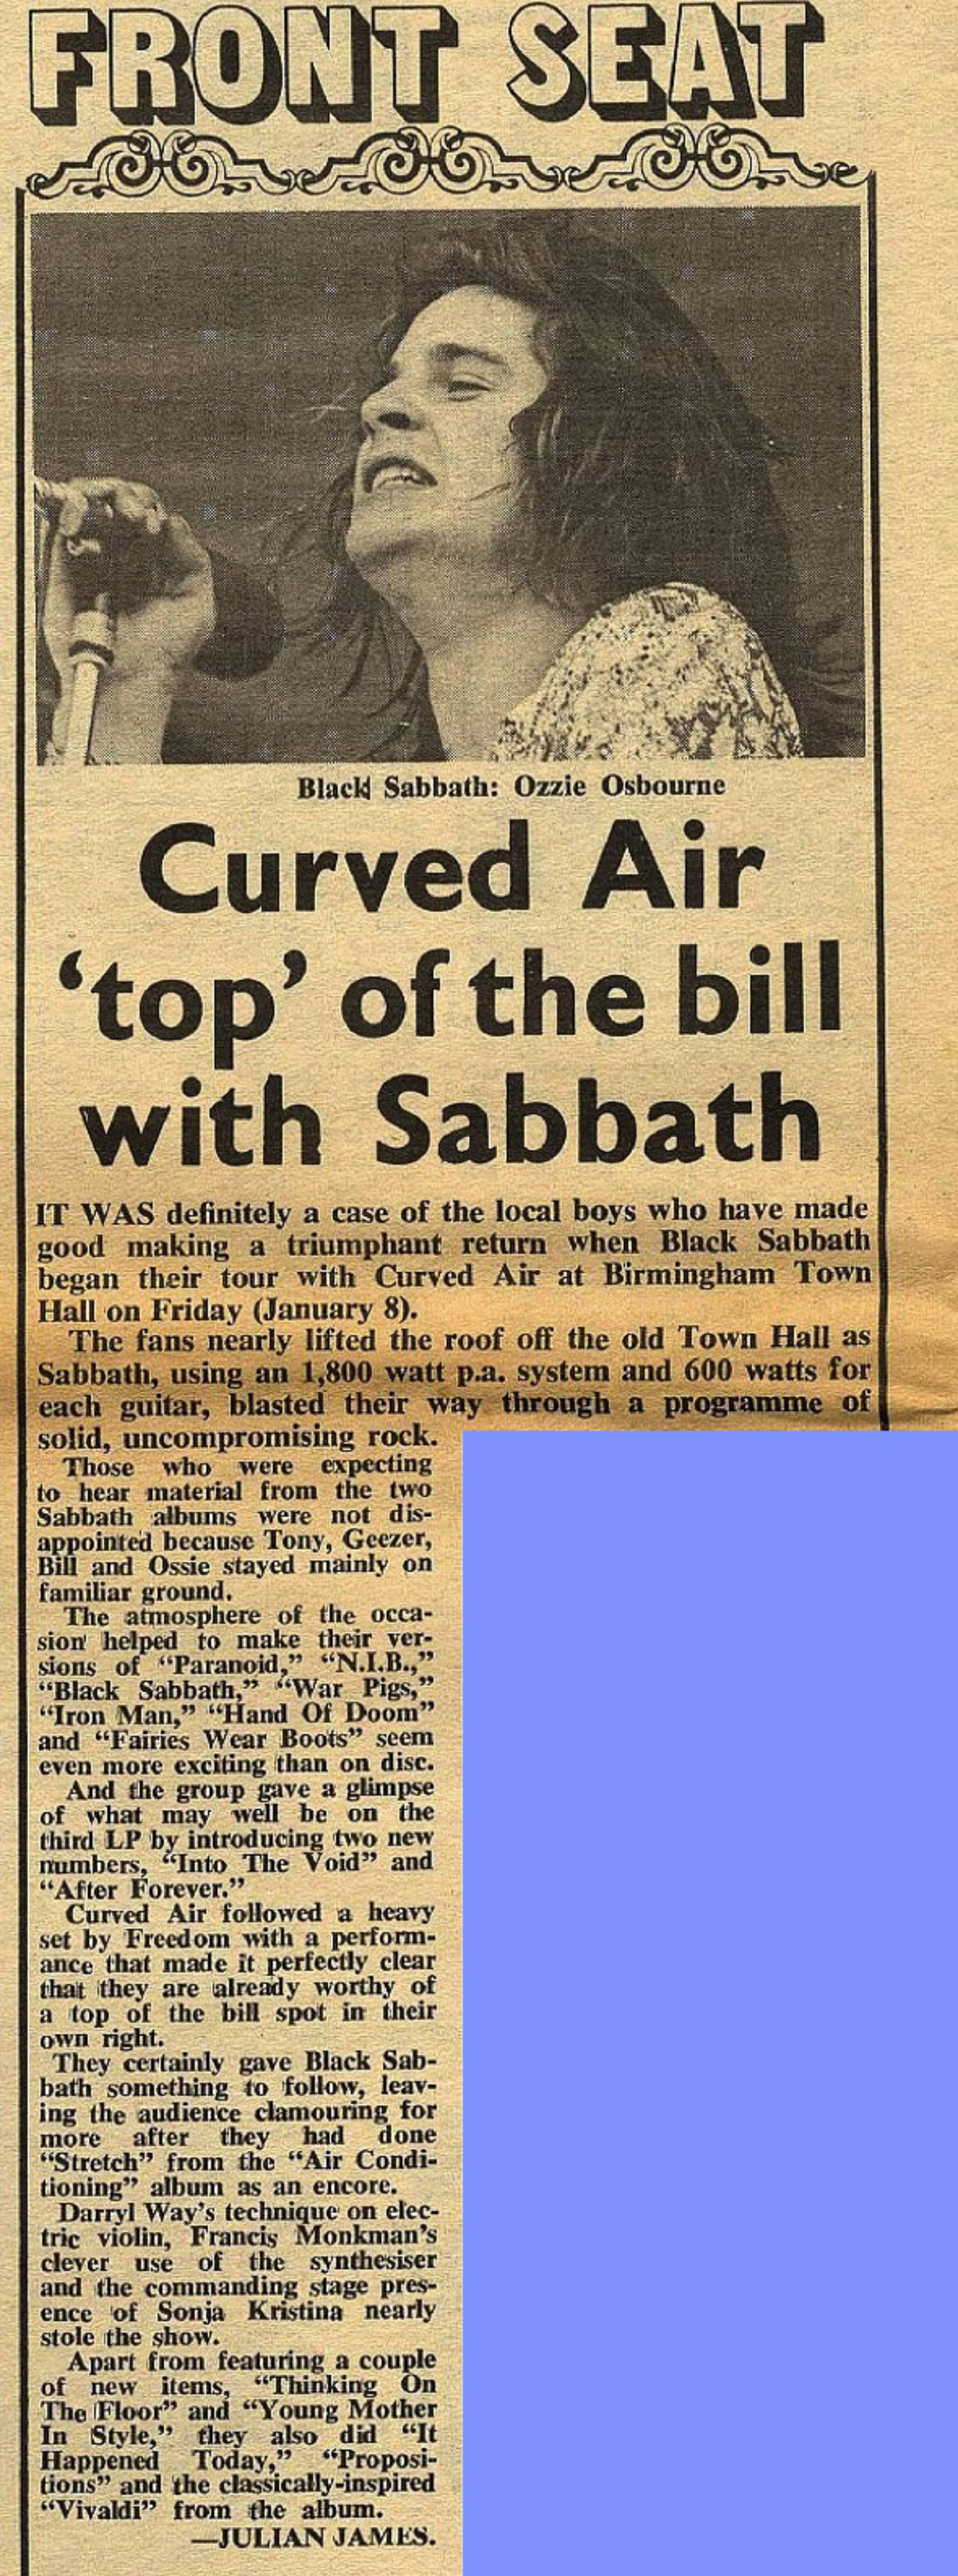 FRONT SEAT
Black Sabbath: Ozzie Osbourne
Curved Air
‘top’ of the bill
with Sabbath
IT WAS definitely a case of the local boys who have made
good making a triumphant return when Black Sabbath
began their tour with Curved Air at Birmingham Town
Hall on Friday (January 8).
The fans nearly lifted the roof off the old Town Hall as
Sabbath, using an 1,800 watt p.a. system and 600 watts for
each guitar, blasted their way through a programme of
solid, uncompromising rock.
Those who were expecting
to hear material from the two
Sabbath albums were not dis-
appointed because Tony, Geezer,
Bill and Ossie stayed mainly on
familiar ground.
The atmosphere of the occa-
sion helped to make their ver-
sions of “Paranoid,” “N.I.B.,”
“Black Sabbath,” “War Pigs,”
“Iron Man,” “Hand Of Doom”
and “Fairies Wear Boots” seem
even more exciting than on disc.
And the group gave a glimpse
of what may well be on the
third LP by introducing two new
numbers, “Into The Void” and
“After Forever.”
Curved Air followed a heavy
set by Freedom with a perform-
ance that made it perfectly clear
that they are already worthy of
a top of the bill spot in their
own right.
They certainly gave Black Sab-
bath something to follow, leav-
ing the audience clamouring for
more after they had done
“Stretch” from the “Air Condi-
tioning” album as an encore.
Darryl Way’s technique on elec-
tric violin, Francis Monkman’s
clever use of the synthesiser
and the commanding stage pres-
ence of Sonja Kristina nearly
stole the show.
Apart from featuring a couple
of new items, “Thinking On
The Floor” and “Young Mother
In Style,” they also did “It
Happened Today,” “Proposi-
tions” and the classically-inspired
“Vivaldi” from the album.
—JULIAN JAMES.